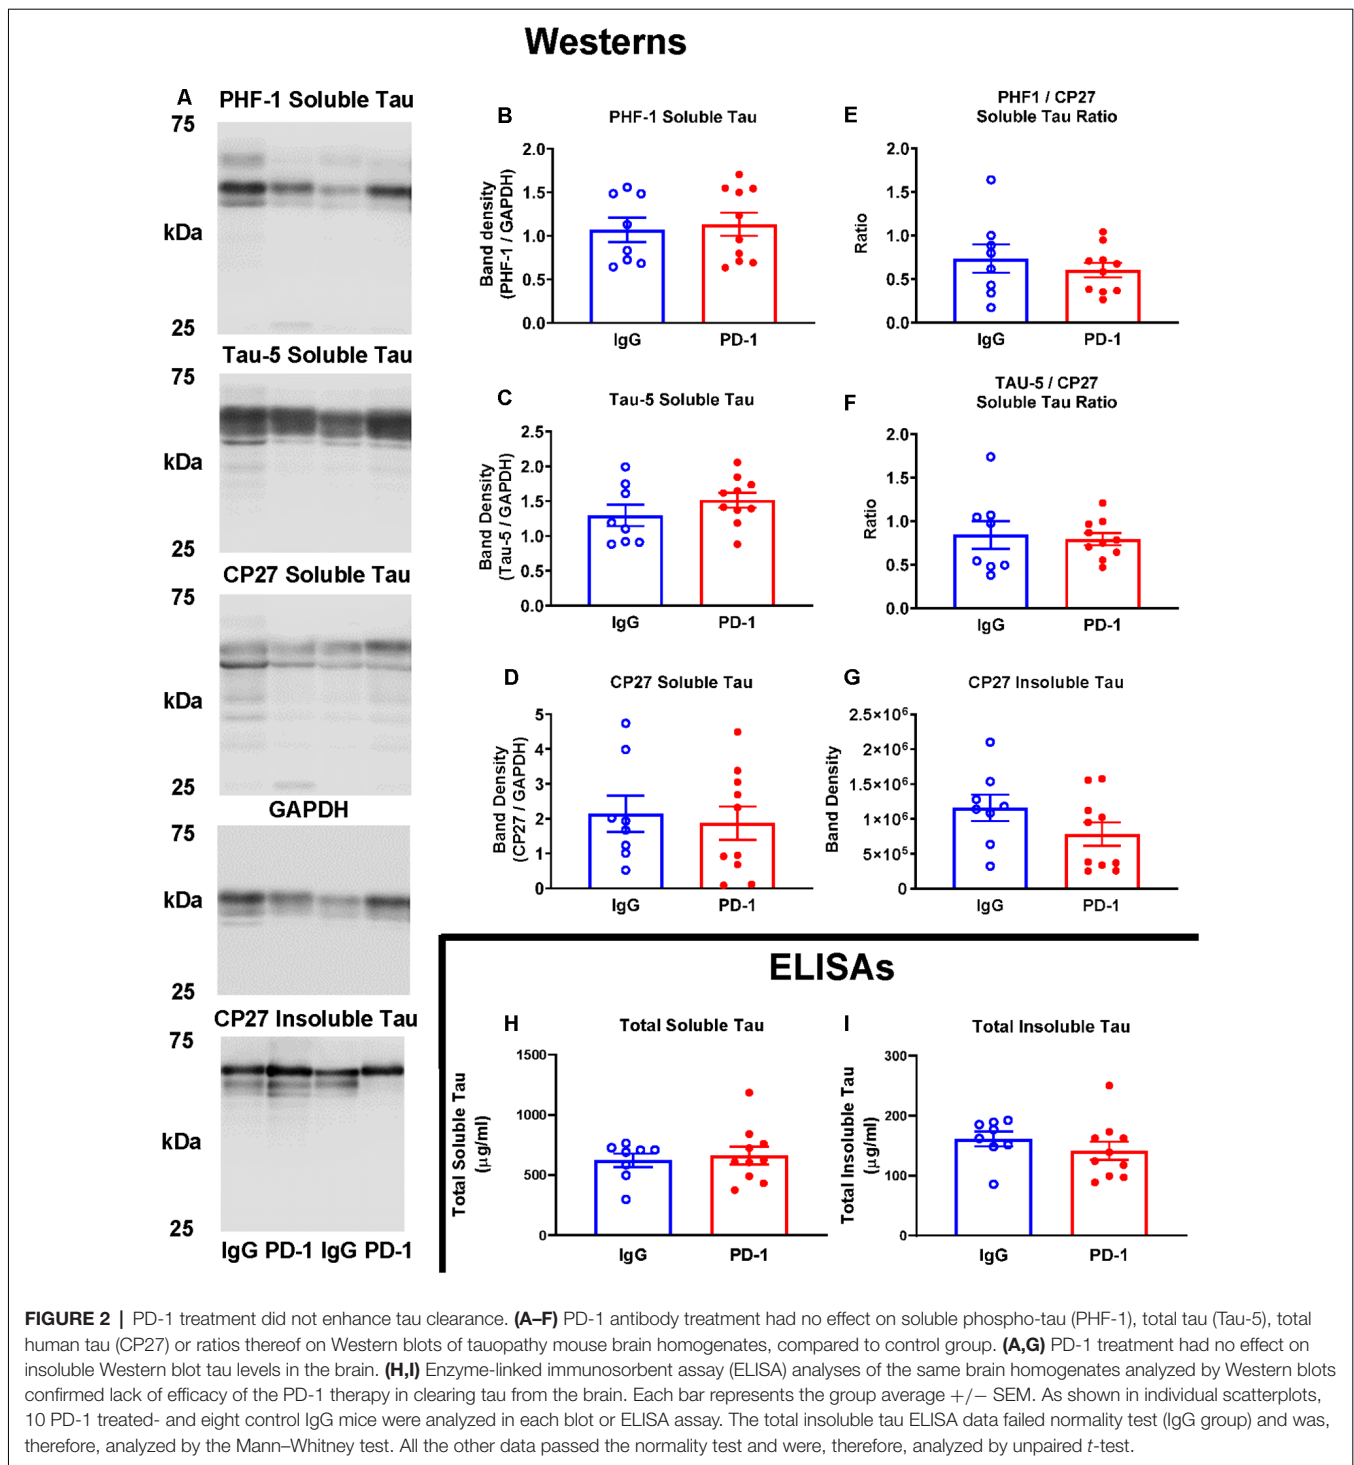 Westerns
A
PHF-1 Soluble Tau
75
kDa
25
Tau-5 Soluble Tau
75
kDa
25
CP27 Soluble Tau
75
kDa
25
GAPDH
75
kDa
25
CP27 Insoluble Tau
75
kDa
25
IgG PD-1 IgG PD-1
B
PHF-1 Soluble Tau
Band density
(PHF-1 / GAPDH)
2.0
1.5
1.0
0.5
0.0
IgG
PD-1
E
PHF1 / CP27
Soluble Tau Ratio
Ratio
2.0
1.5
1.0
0.5
0.0
IgG
PD-1
C
Tau-5 Soluble Tau
Band Density
(Tau-5 / GAPDH)
2.5
2.0
1.5
1.0
0.5
0.0
IgG
PD-1
F
TAU-5 / CP27
Soluble Tau Ratio
Ratio
2.0
1.5
1.0
0.5
0.0
IgG
PD-1
D
CP27 Soluble Tau
Band Density
(CP27 / GAPDH)
5
4
3
2
1
0
IgG
PD-1
G
CP27 Insoluble Tau
Band Density
2.5×10⁶
2×10⁶
1.5×10⁶
1×10⁶
5×10⁵
0
IgG
PD-1
ELISAs
H
Total Soluble Tau
Total Soluble Tau
(μg/ml)
1500
1000
500
0
IgG
PD-1
I
Total Insoluble Tau
Total Insoluble Tau
(μg/ml)
300
200
100
0
IgG
PD-1
FIGURE 2 | PD-1 treatment did not enhance tau clearance. (A–F) PD-1 antibody treatment had no effect on soluble phospho-tau (PHF-1), total tau (Tau-5), total
human tau (CP27) or ratios thereof on Western blots of tauopathy mouse brain homogenates, compared to control group. (A,G) PD-1 treatment had no effect on
insoluble Western blot tau levels in the brain. (H,I) Enzyme-linked immunosorbent assay (ELISA) analyses of the same brain homogenates analyzed by Western blots
confirmed lack of efficacy of the PD-1 therapy in clearing tau from the brain. Each bar represents the group average +/− SEM. As shown in individual scatterplots,
10 PD-1 treated- and eight control IgG mice were analyzed in each blot or ELISA assay. The total insoluble tau ELISA data failed normality test (IgG group) and was,
therefore, analyzed by the Mann–Whitney test. All the other data passed the normality test and were, therefore, analyzed by unpaired t-test.